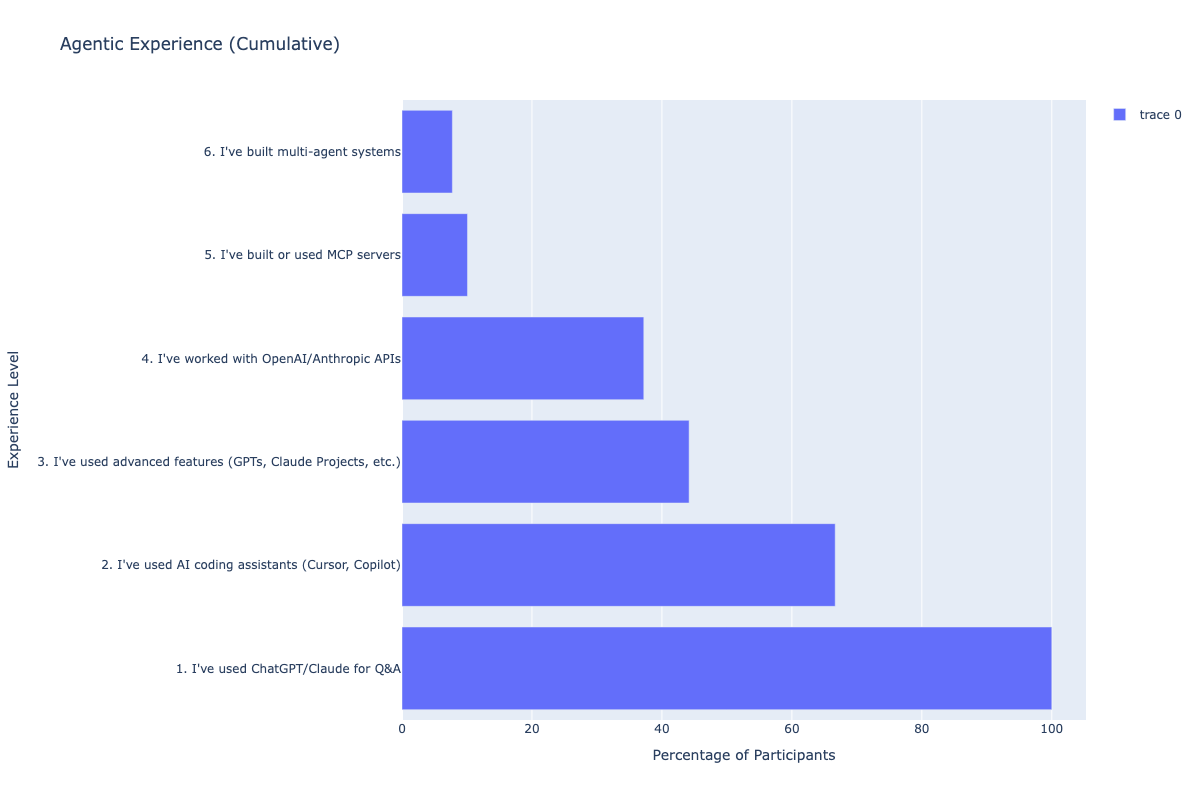 Agentic Experience (Cumulative)
trace 0
6. I've built multi-agent systems
5. I've built or used MCP servers
4. I've worked with OpenAI/Anthropic APIs
3. I've used advanced features (GPTs, Claude Projects, etc.)
2. I've used AI coding assistants (Cursor, Copilot)
1. I've used ChatGPT/Claude for Q&A
Experience Level
0 20 40 60 80 100
Percentage of Participants